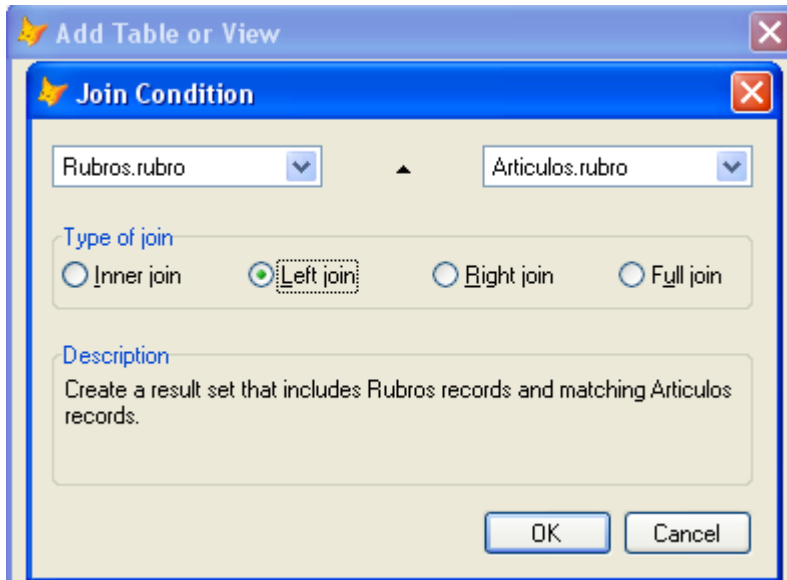 Add Table or View
Join Condition
Rubros.rubro
Articulos.rubro
Type of join
Inner join
Left join
Right join
Full join
Description
Create a result set that includes Rubros records and matching Articulos
records.
OK
Cancel